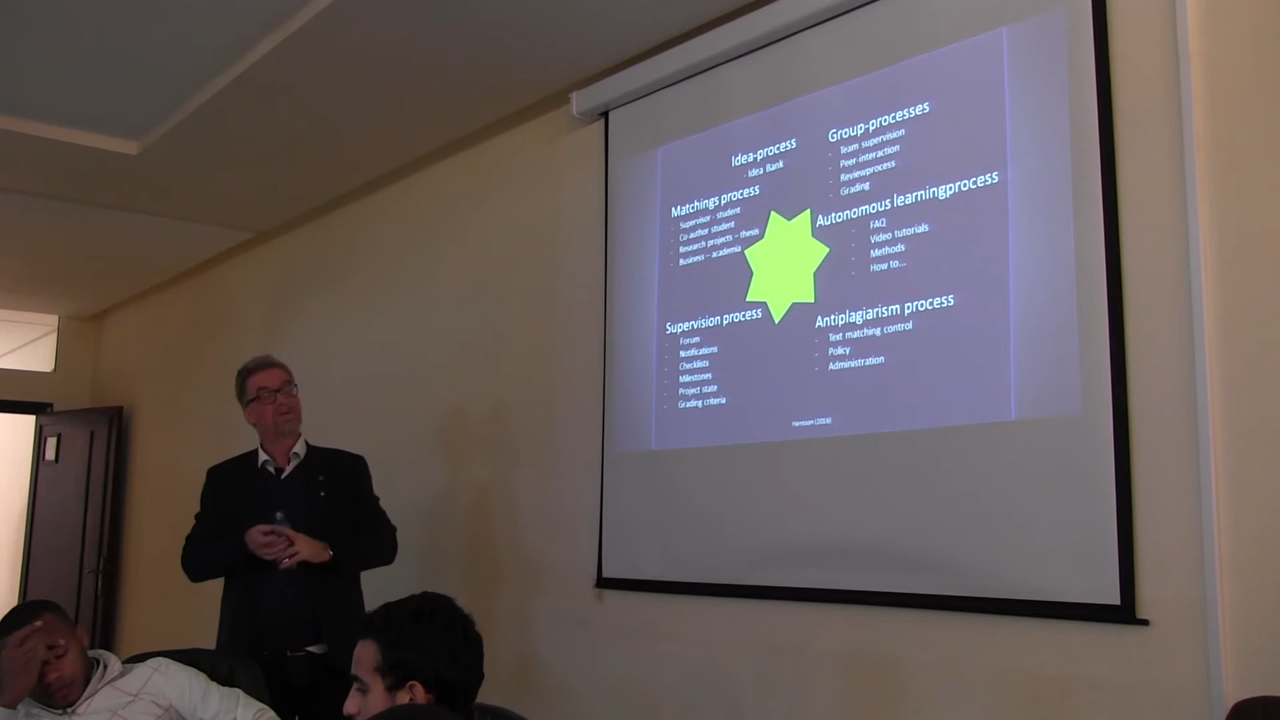 Idea-process
- Idea Bank
Matchings process
- Supervisor - student
- Co-author student
- Research projects – thesis
- Business – academia
Supervision process
- Forum
- Notifications
- Checklists
- Milestones
- Project state
- Grading criteria
Group-processes
- Team supervision
- Peer-interaction
- Reviewprocess
- Grading
Autonomous learningprocess
- FAQ
- Video tutorials
- Methods
- How to...
Antiplagiarism process
- Text matching control
- Policy
- Administration
Hansson (2016)